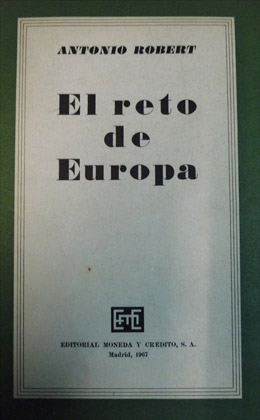 ANTONIO ROBERT
El reto
de
Europa
EDITORIAL MONEDA Y CREDITO, S. A.
Madrid, 1967